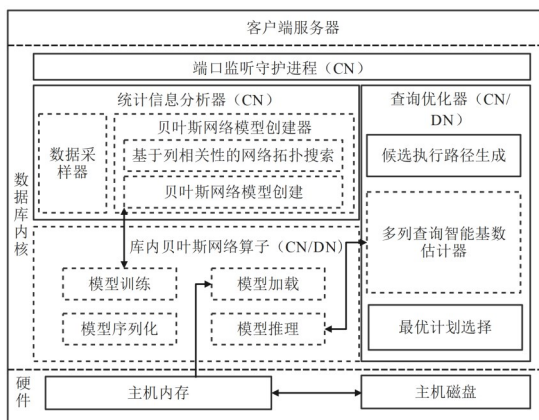 客户端服务器
端口监听守护进程（CN）
统计信息分析器（CN）
查询优化器（CN/
DN）
贝叶斯网络模型创建器
数据采
样器
基于列相关性的网络拓扑搜索
贝叶斯网络模型创建
候选执行路径生成
数据库内核
多列查询智能基数
估计器
库内贝叶斯网络算子（CN/DN）
模型训练
模型加载
模型序列化
模型推理
最优计划选择
硬件
主机内存
主机磁盘